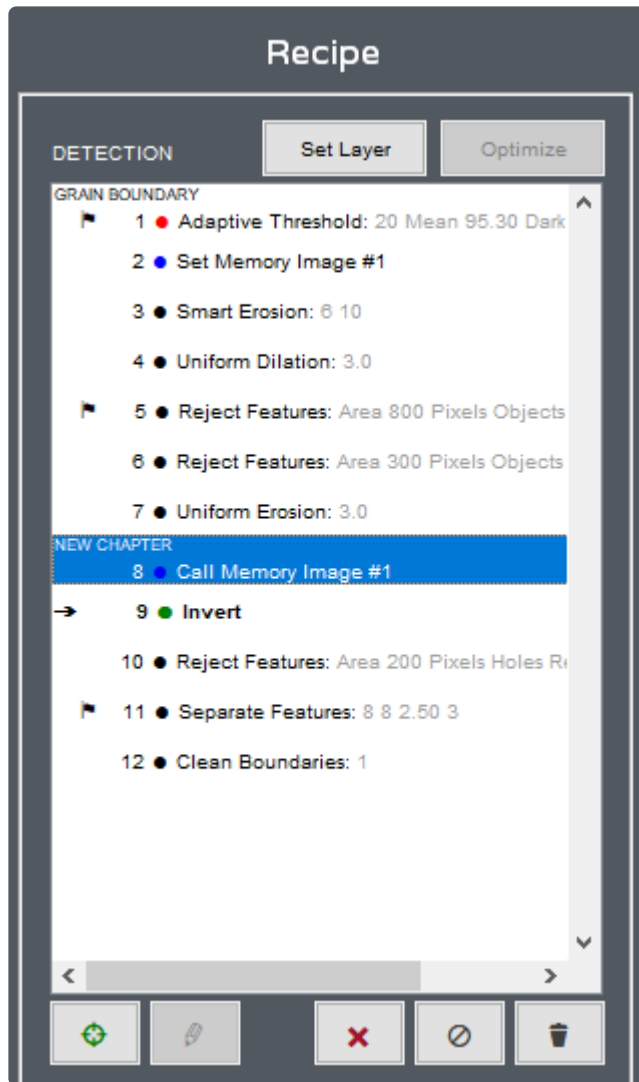 Recipe
DETECTION Set Layer Optimize
GRAIN BOUNDARY
1 Adaptive Threshold: 20 Mean 95.30 Dark
2 Set Memory Image #1
3 Smart Erosion: 6 10
4 Uniform Dilation: 3.0
5 Reject Features: Area 800 Pixels Objects
6 Reject Features: Area 300 Pixels Objects
7 Uniform Erosion: 3.0
NEW CHAPTER
8 Call Memory Image #1
9 Invert
10 Reject Features: Area 200 Pixels Holes Re
11 Separate Features: 8 8 2.50 3
12 Clean Boundaries: 1